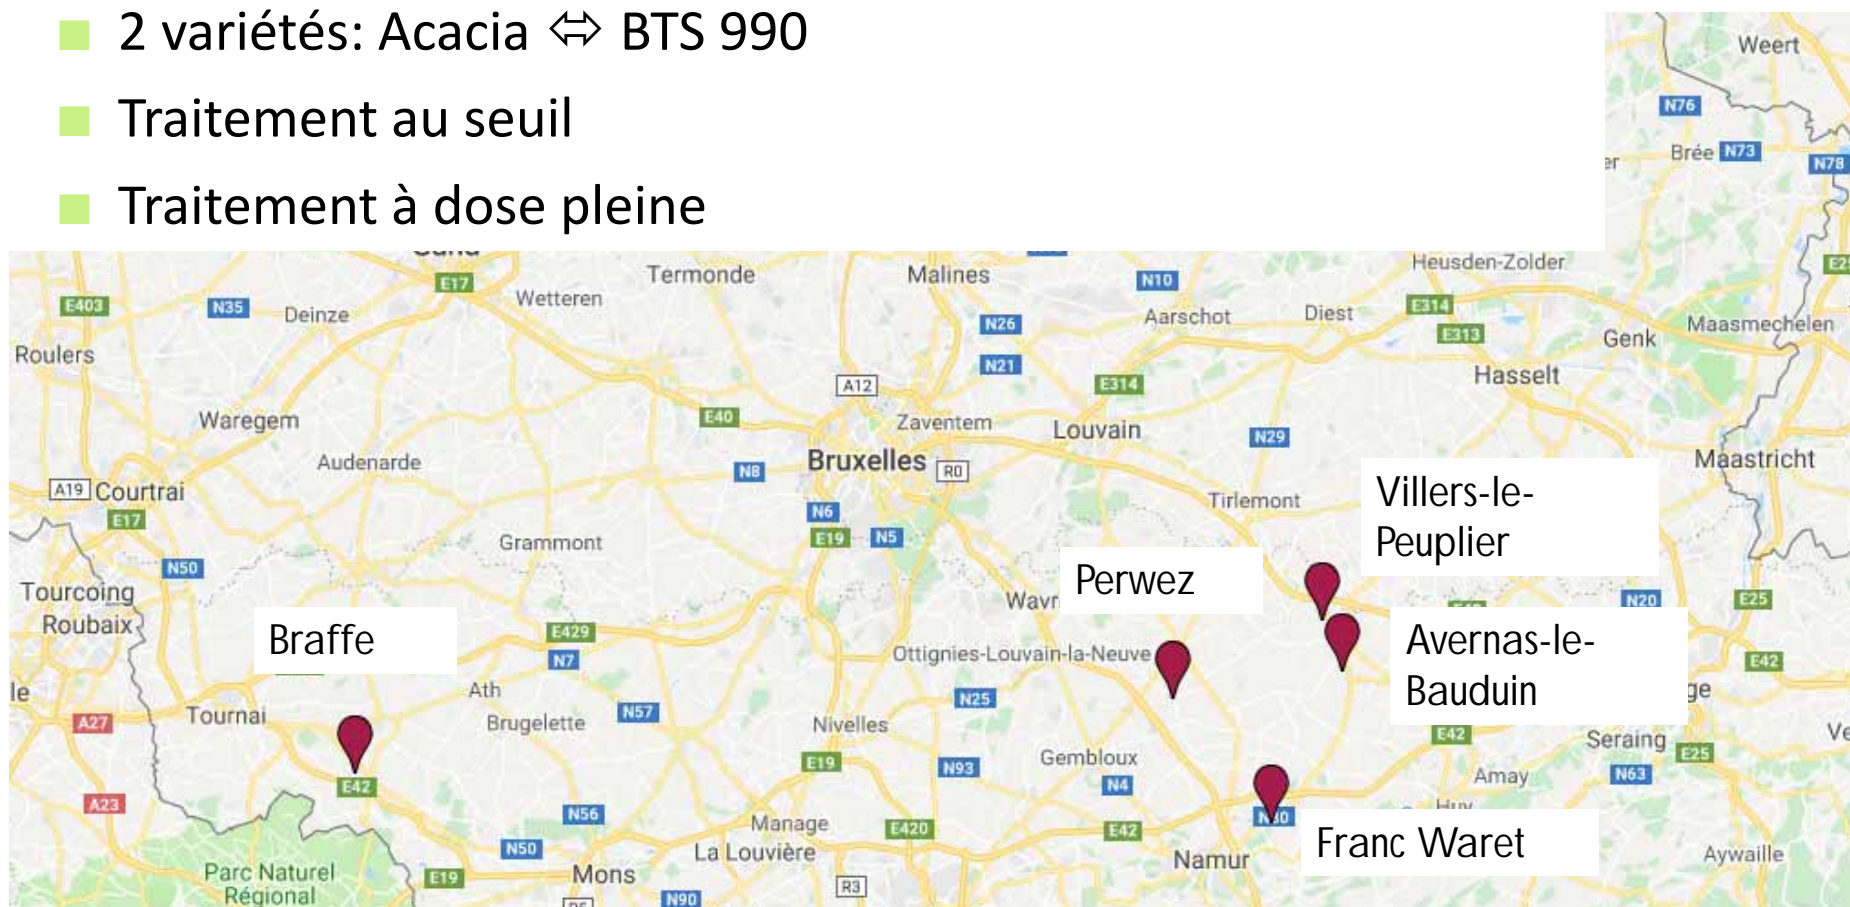 2 variétés: Acacia ⇔ BTS 990
Traitement au seuil
Traitement à dose pleine
Weert
N76
Brée N73
N78
Termonde
Malines
N10
Heusden-Zolder
E17
Wetteren
E403
N35
Deinze
N26
Aarschot
Diest
E314
E313
Genk
Maasmechelen
Roulers
N21
A12
E314
Hasselt
Waregem
E40
Zaventem
Louvain
N29
Audenarde
Bruxelles R0
N8
Maastricht
A19 Courtrai
E17
N6
Tirlemont
Villers-le-
Peuplier
E19 N5
Grammont
N50
Perwez
Tourcoing
Roubaix
N20
E25
Braffe
E429
N7
Ottignies-Louvain-la-Neuve
Avernas-le-
Bauduin
E42
Ath
N25
A27
Tournai
Brugelette
N57
Nivelles
E42
Seraing
E25
E19
N93
Gembloux
N4
Amay
N63
E42
A23
N56
Manage
E420
E42
Franc Waret
N50
La Louvière
Namur
Aywaille
Parc Naturel
Régional
E19
Mons
R3
N90